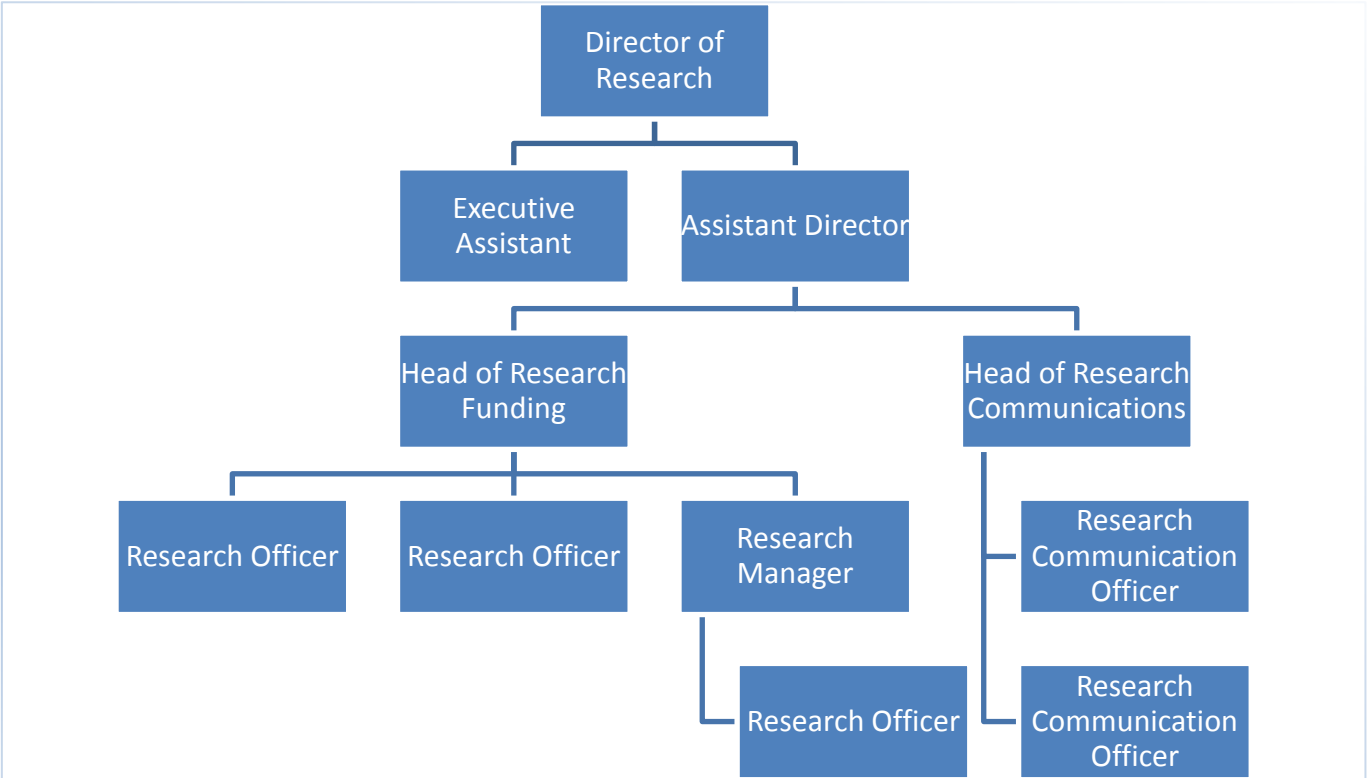 Director of
Research
Executive
Assistant
Assistant Director
Head of Research
Funding
Head of Research
Communications
Research Officer
Research Officer
Research
Manager
Research
Communication
Officer
Research Officer
Research
Communication
Officer